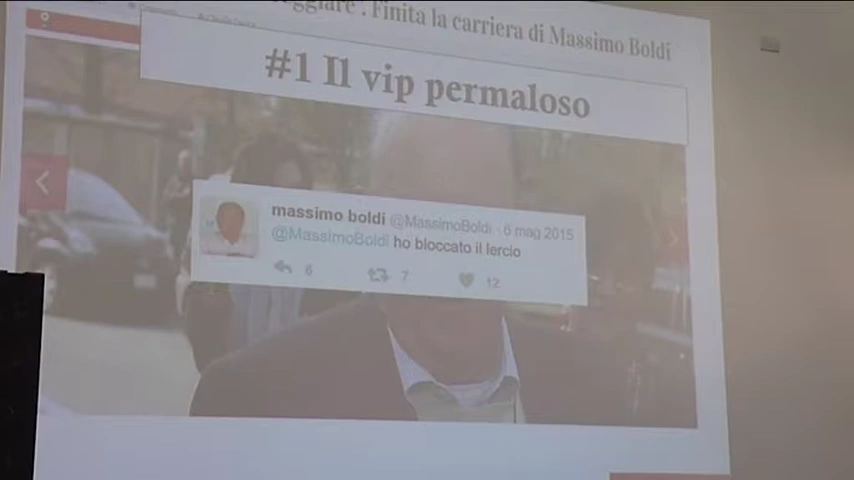 eggiare". Finita la carriera di Massimo Boldi
#1 Il vip permaloso
massimo boldi @MassimoBoldi · 6 mag 2015
@MassimoBoldi ho bloccato il lercio
6 7 12